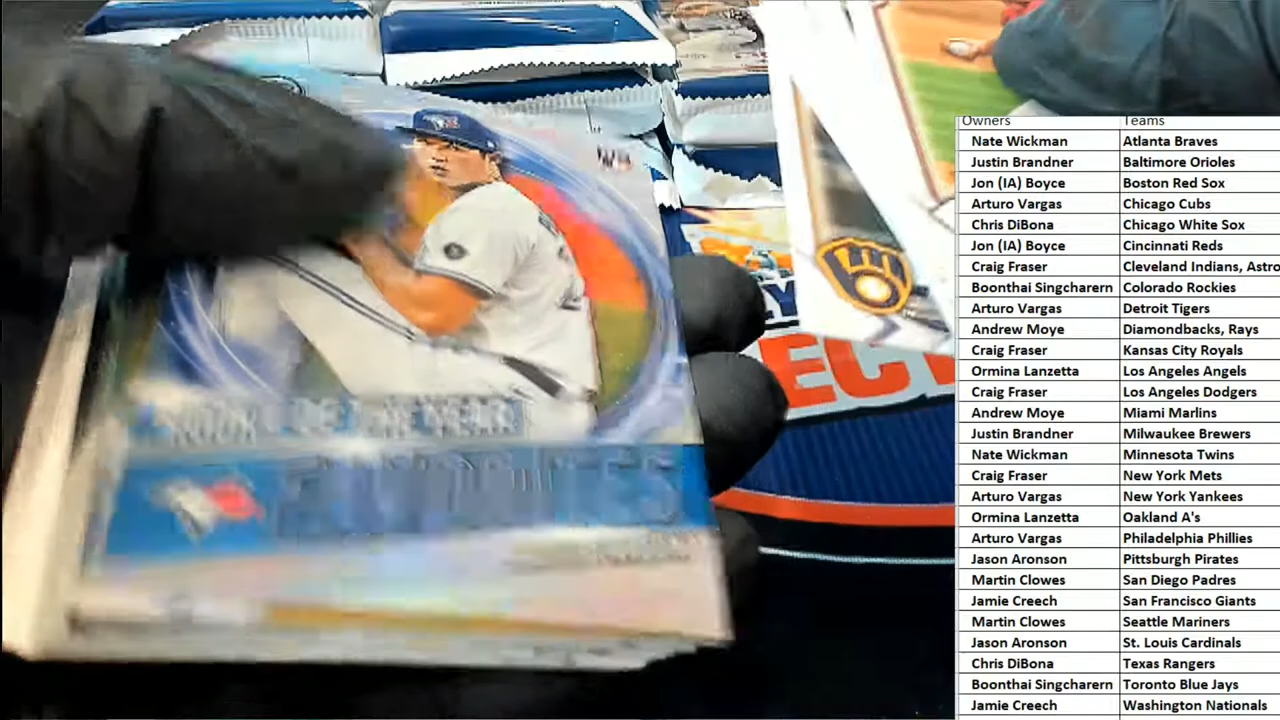 Owners Teams
Nate Wickman Atlanta Braves
Justin Brandner Baltimore Orioles
Jon (IA) Boyce Boston Red Sox
Arturo Vargas Chicago Cubs
Chris DiBona Chicago White Sox
Jon (IA) Boyce Cincinnati Reds
Craig Fraser Cleveland Indians, Astro
Boonthai Singcharern Colorado Rockies
Arturo Vargas Detroit Tigers
Andrew Moye Diamondbacks, Rays
Craig Fraser Kansas City Royals
Ormina Lanzetta Los Angeles Angels
Craig Fraser Los Angeles Dodgers
Andrew Moye Miami Marlins
Justin Brandner Milwaukee Brewers
Nate Wickman Minnesota Twins
Craig Fraser New York Mets
Arturo Vargas New York Yankees
Ormina Lanzetta Oakland A's
Arturo Vargas Philadelphia Phillies
Jason Aronson Pittsburgh Pirates
Martin Clowes San Diego Padres
Jamie Creech San Francisco Giants
Martin Clowes Seattle Mariners
Jason Aronson St. Louis Cardinals
Chris DiBona Texas Rangers
Boonthai Singcharern Toronto Blue Jays
Jamie Creech Washington Nationals